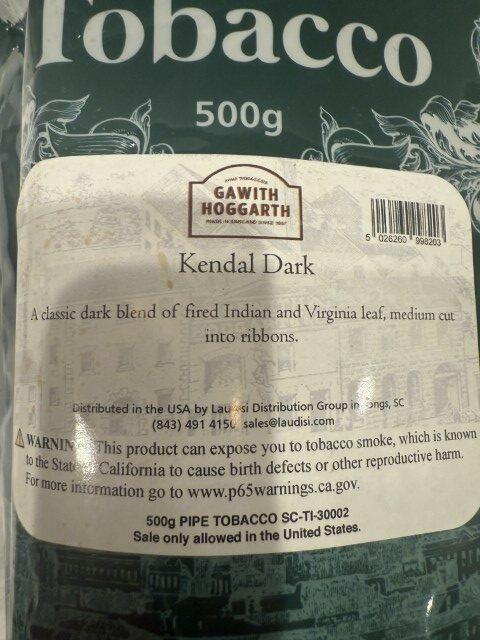 Tobacco
500g
GAWITH
HOGGARTH
Kendal Dark
5 026260 998203
A classic dark blend of fired Indian and Virginia leaf, medium cut
into ribbons.
Distributed in the USA by Distribution Group in SC
(843) 491 4150 sales@laudisi.com
WARNIN This product can expose you to tobacco smoke, which is known
to the Stat California to cause birth defects or other reproductive harm.
For more information go to www.p65warnings.ca.gov.
500g PIPE TOBACCO SC-TI-30002
Sale only allowed in the United States.